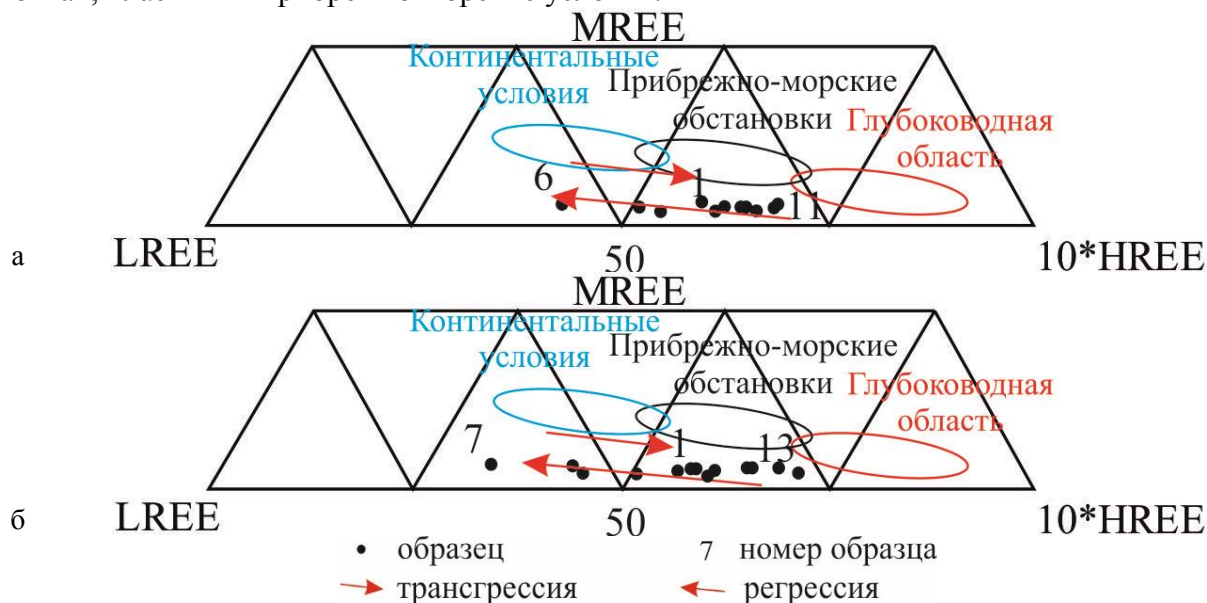 MREE
Континентальные
условия
Прибрежно-морские
обстановки
Глубоководная
область
6
1
11
а
LREE
50
10*HREE
MREE
Континентальные
условия
Прибрежно-морские
обстановки
Глубоководная
область
7
1
13
б
LREE
50
10*HREE
образец
7 номер образца
трансгрессия
регрессия